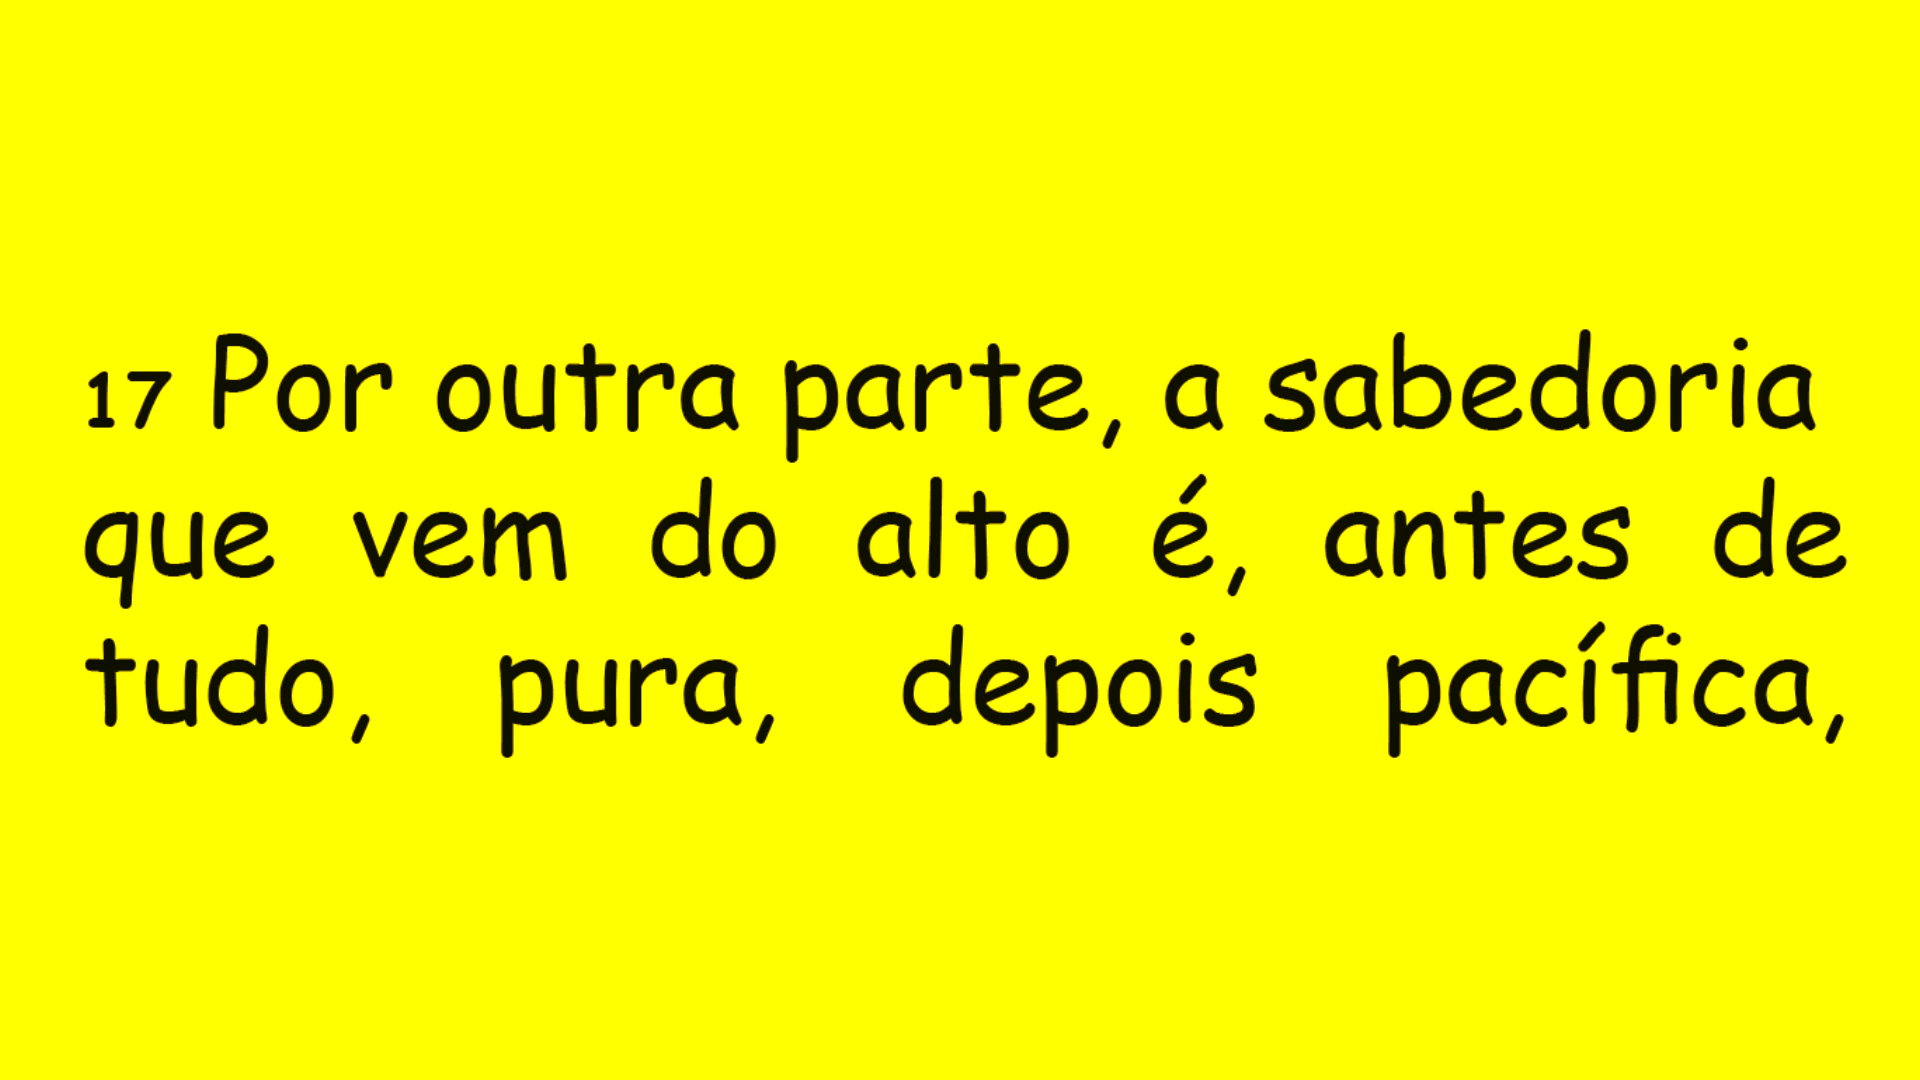 17 Por outra parte, a sabedoria
que vem do alto é, antes de
tudo, pura, depois pacífica,